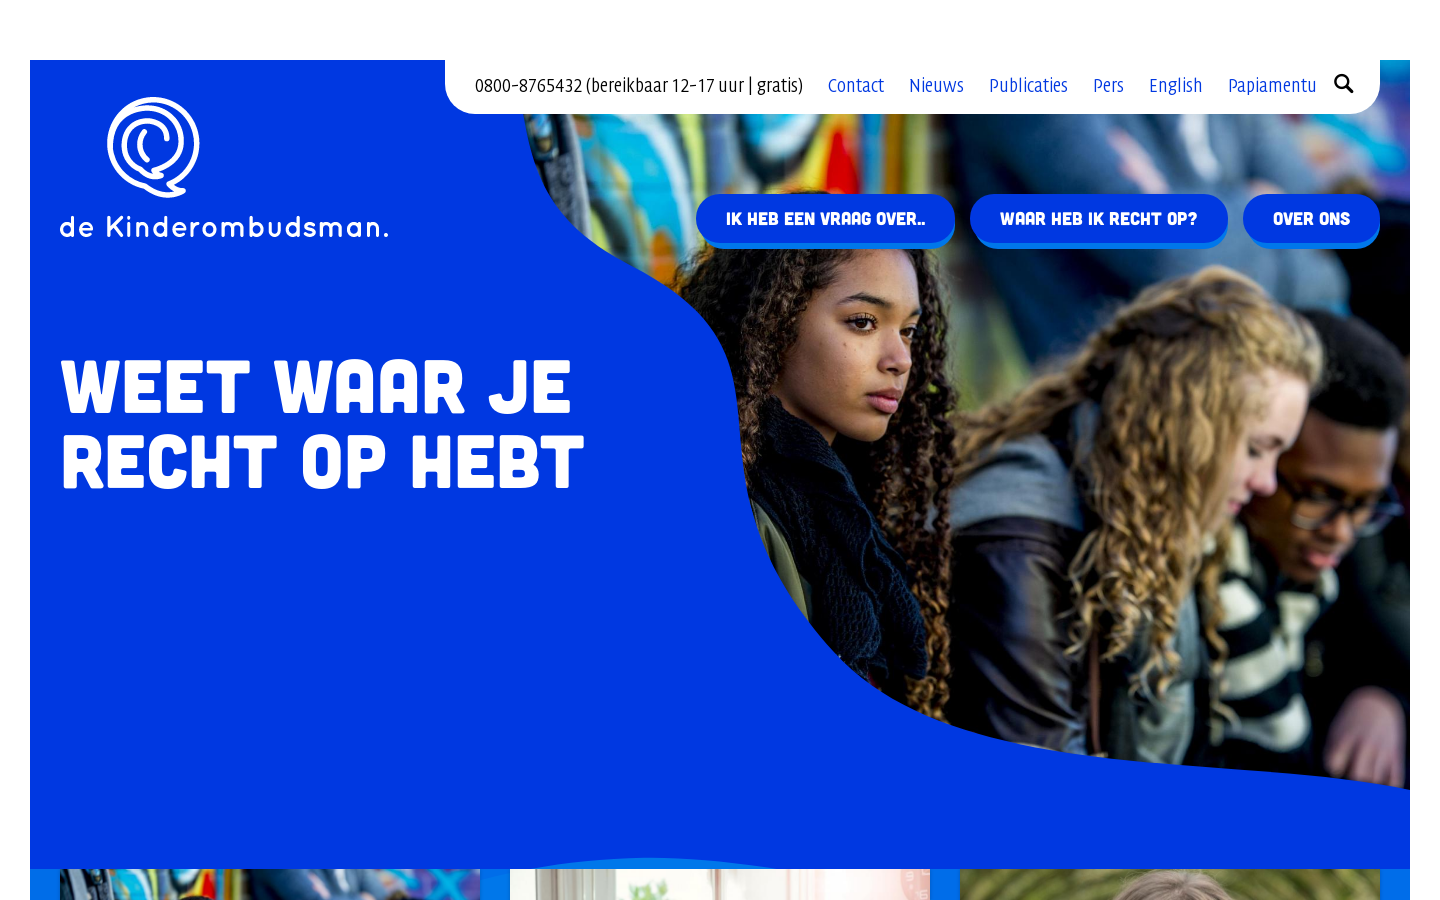 0800-8765432 (bereikbaar 12-17 uur | gratis) Contact Nieuws Publicaties Pers English Papiamentu
de Kinderombudsman.
IK HEB EEN VRAAG OVER.. WAAR HEB IK RECHT OP? OVER ONS
WEET WAAR JE
RECHT OP HEBT